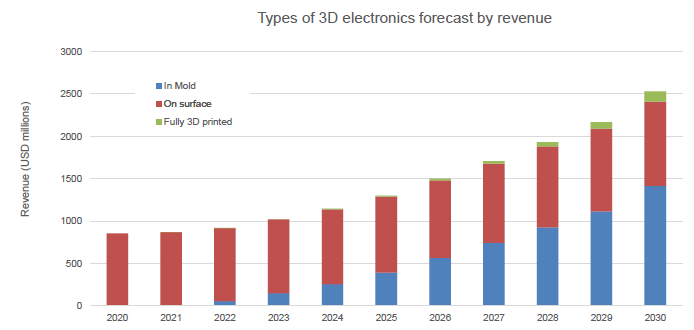 Types of 3D electronics forecast by revenue
Revenue (USD millions)
3000
2500
2000
1500
1000
500
0
In Mold
On surface
Fully 3D printed
2020 2021 2022 2023 2024 2025 2026 2027 2028 2029 2030